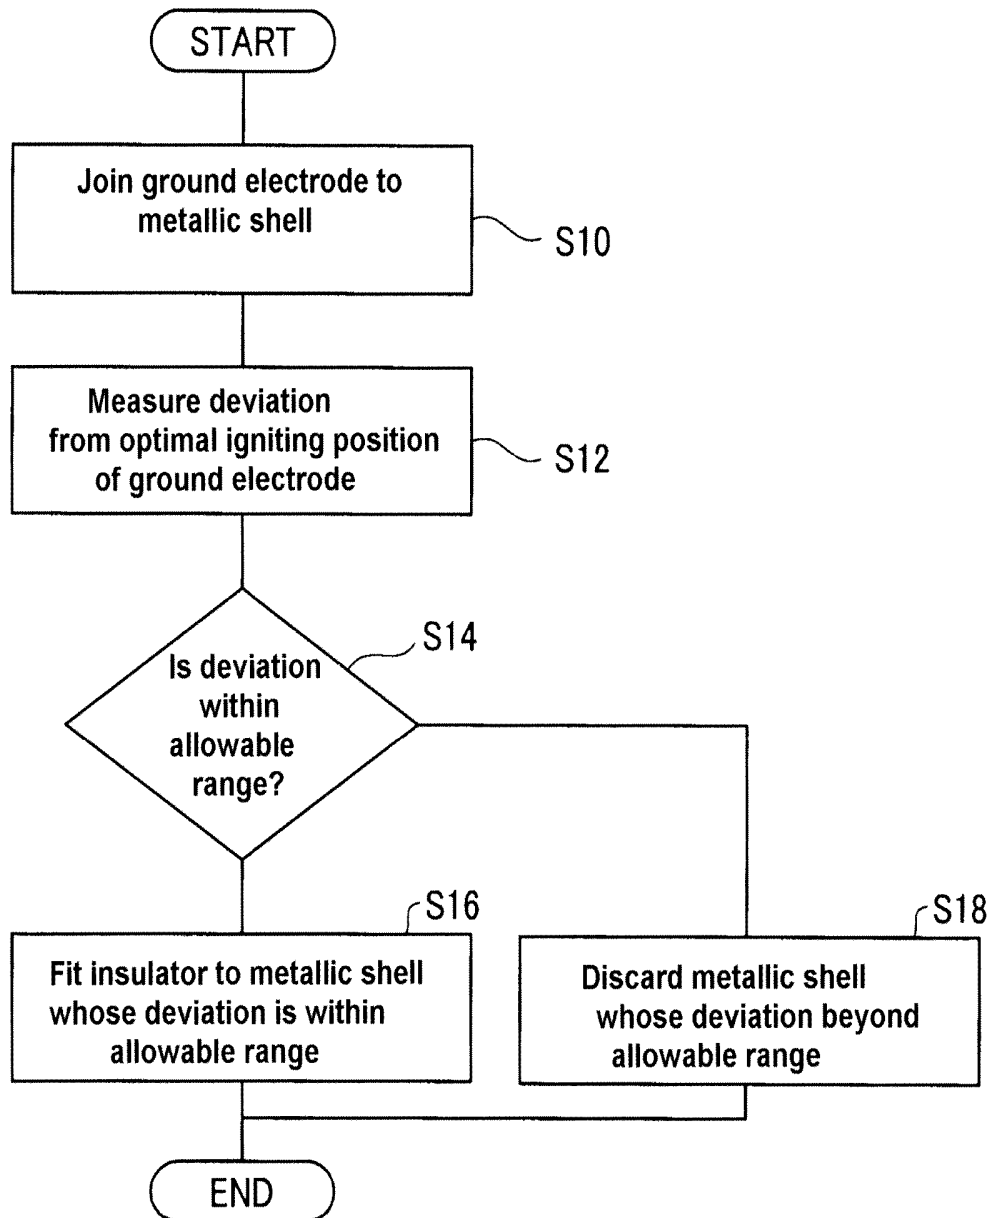 START
Join ground electrode to
metallic shell
S10
Measure deviation
from optimal igniting position
of ground electrode
S12
S14
Is deviation
within
allowable
range?
S16
Fit insulator to metallic shell
whose deviation is within
allowable range
S18
Discard metallic shell
whose deviation beyond
allowable range
END